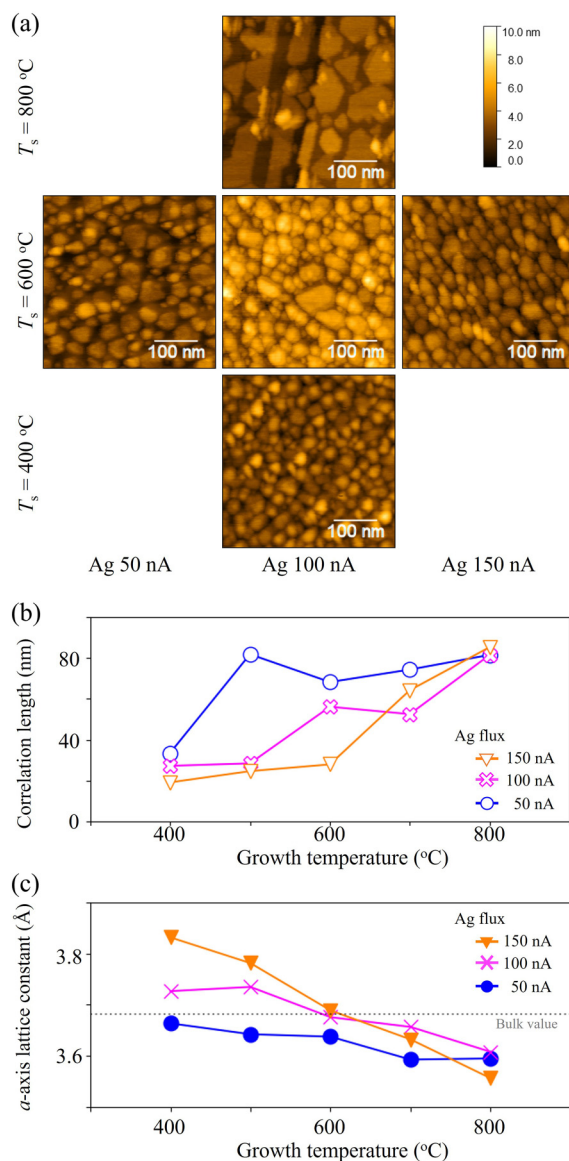 (a)
10.0 nm
8.0
6.0
4.0
2.0
0.0
Ts = 800 °C
100 nm
Ts = 600 °C
100 nm
100 nm
100 nm
Ts = 400 °C
100 nm
Ag 50 nA
Ag 100 nA
Ag 150 nA
(b)
Correlation length (nm)
80
40
0
Ag flux
150 nA
100 nA
50 nA
400
600
800
Growth temperature (°C)
(c)
a-axis lattice constant (Å)
3.8
3.6
Ag flux
150 nA
100 nA
50 nA
Bulk value
400
600
800
Growth temperature (°C)